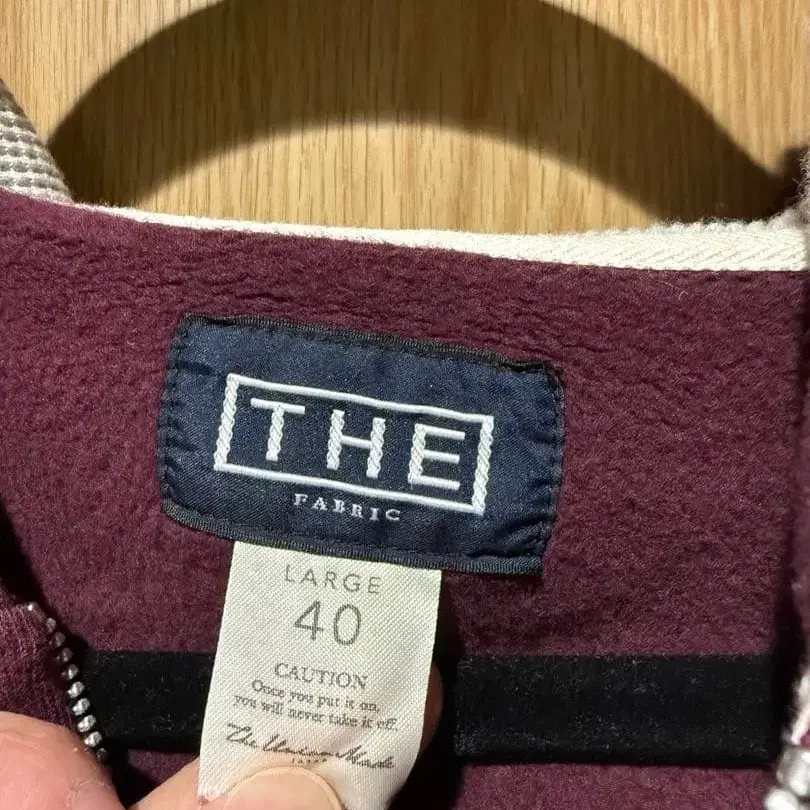 THE
FABRIC
LARGE
40
CAUTION
Once you put it on,
you will never take it off.
The Union Made
JAPAN